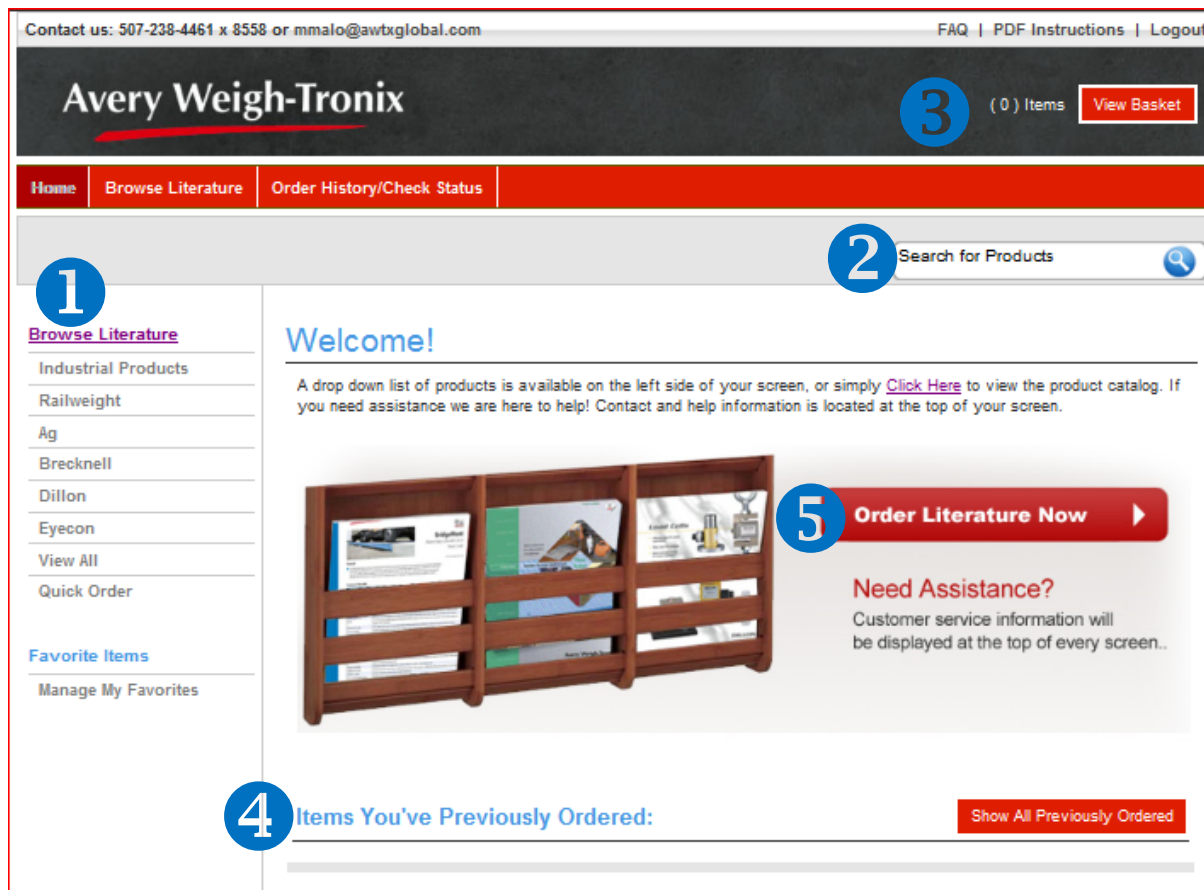 Contact us: 507-238-4461 x 8558 or mmalo@awtxglobal.com
FAQ | PDF Instructions | Logout
Avery Weigh-Tronix
3
( 0 ) Items
View Basket
Home
Browse Literature
Order History/Check Status
2
Search for Products
1
Browse Literature
Industrial Products
Railweight
Ag
Brecknell
Dillon
Eyecon
View All
Quick Order
Favorite Items
Manage My Favorites
Welcome!
A drop down list of products is available on the left side of your screen, or simply Click Here to view the product catalog. If
you need assistance we are here to help! Contact and help information is located at the top of your screen.
BridgeMont
Avery Weigh-Tronix
5
Order Literature Now
Need Assistance?
Customer service information will
be displayed at the top of every screen..
4
Items You've Previously Ordered:
Show All Previously Ordered